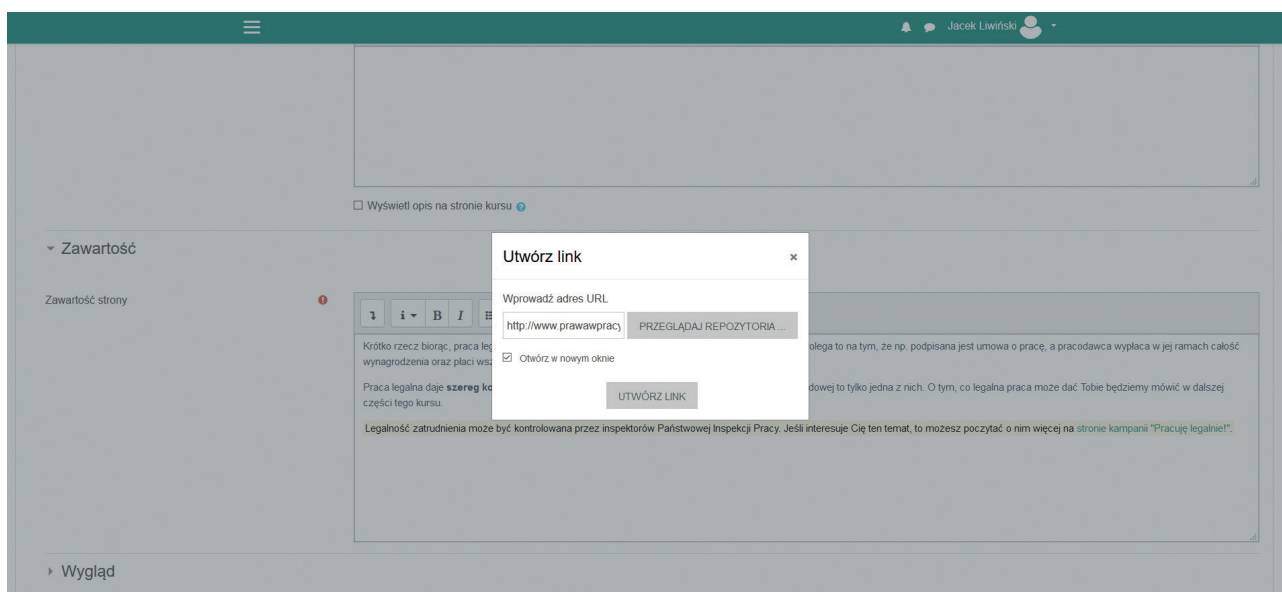 Jacek Liwiński
Wyświetl opis na stronie kursu
Zawartość
Utwórz link
×
Zawartość strony
Wprowadź adres URL
B I
http://www.prawawpracy PRZEGLĄDAJ REPOZYTORIA ...
Krótko rzecz biorąc, praca leg olega to na tym, że np. podpisana jest umowa o pracę, a pracodawca wypłaca w jej ramach całość
Otwórz w nowym oknie
wynagrodzenia oraz płaci wsz
Praca legalna daje szereg ko dowej to tylko jedna z nich. O tym, co legalna praca może dać Tobie będziemy mówić w dalszej
UTWÓRZ LINK
części tego kursu.
Legalność zatrudnienia może być kontrolowana przez inspektorów Państwowej Inspekcji Pracy. Jeśli interesuje Cię ten temat, to możesz poczytać o nim więcej na stronie kampanii "Pracuję legalnie!".
Wygląd